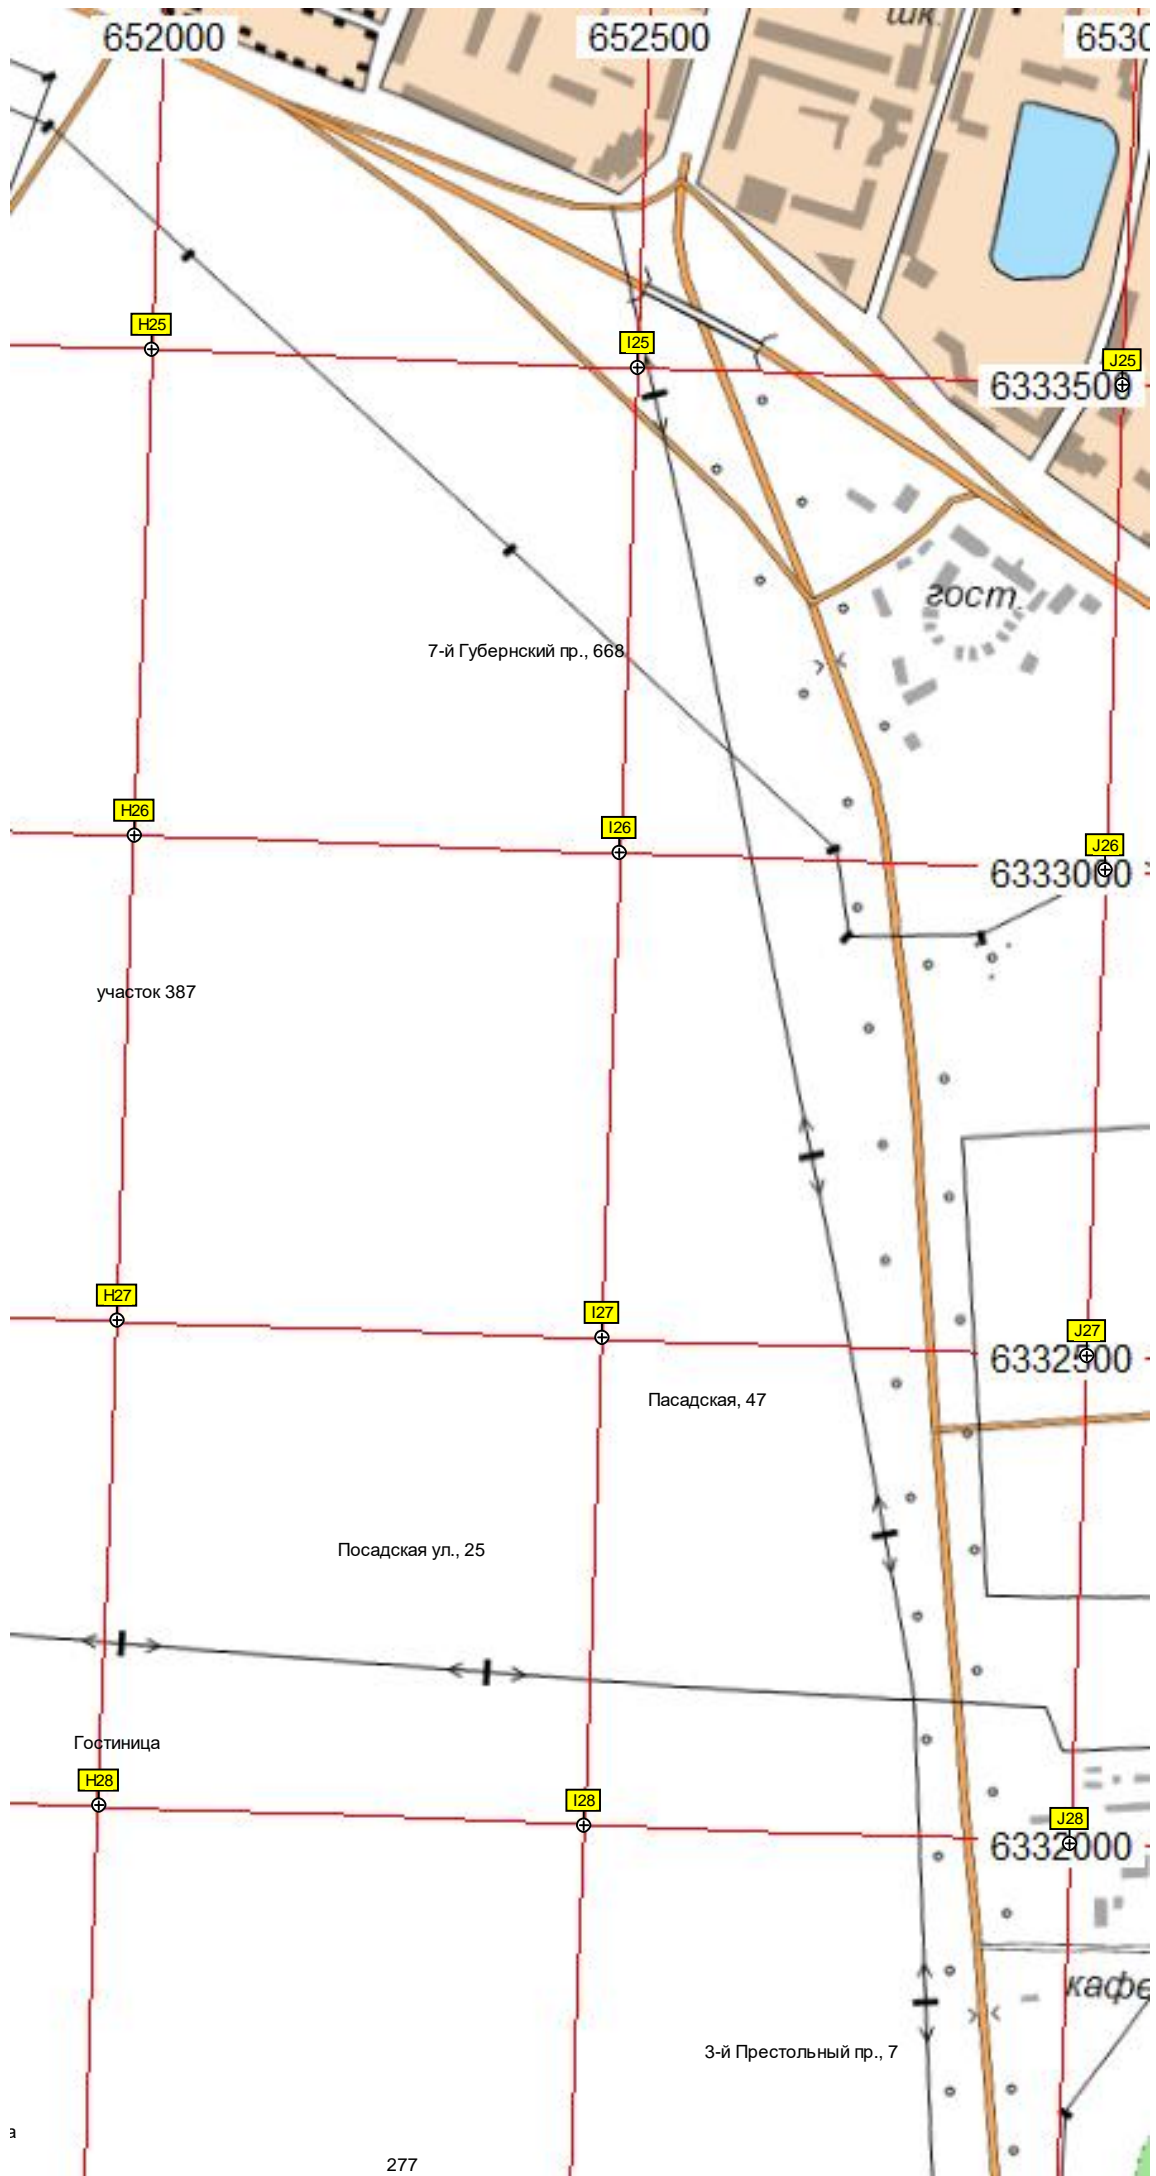 шк.
652000
652500
6530
H25
I25
J25
6333500
гост.
7-й Губернский пр., 668
H26
I26
J26
6333000
участок 387
H27
I27
J27
6332500
Пасадская, 47
Посадская ул., 25
Гостиница
H28
I28
J28
6332000
кафе
3-й Престольный пр., 7
а
277